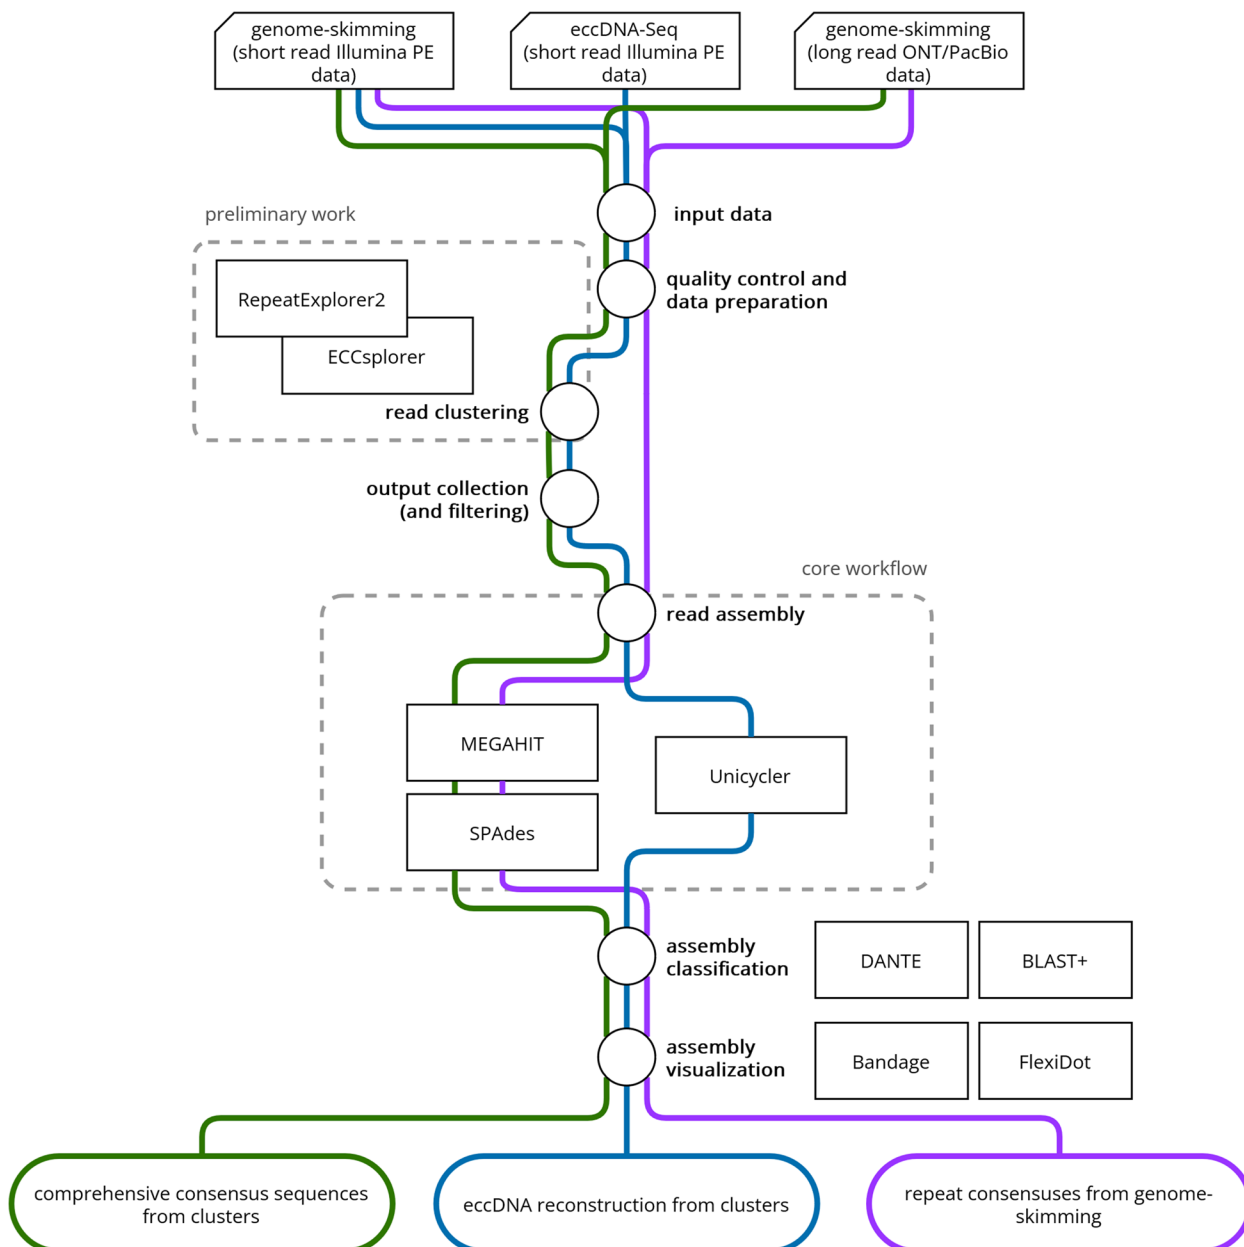 genome-skimming
(short read Illumina PE
data)
eccDNA-Seq
(short read Illumina PE
data)
genome-skimming
(long read ONT/PacBio
data)
preliminary work
input data
RepeatExplorer2
quality control and
data preparation
ECCsplorer
read clustering
output collection
(and filtering)
core workflow
read assembly
MEGAHIT
Unicycler
SPAdes
assembly
classification
DANTE
BLAST+
assembly
visualization
Bandage
FlexiDot
comprehensive consensus sequences
from clusters
eccDNA reconstruction from clusters
repeat consensuses from genome-
skimming